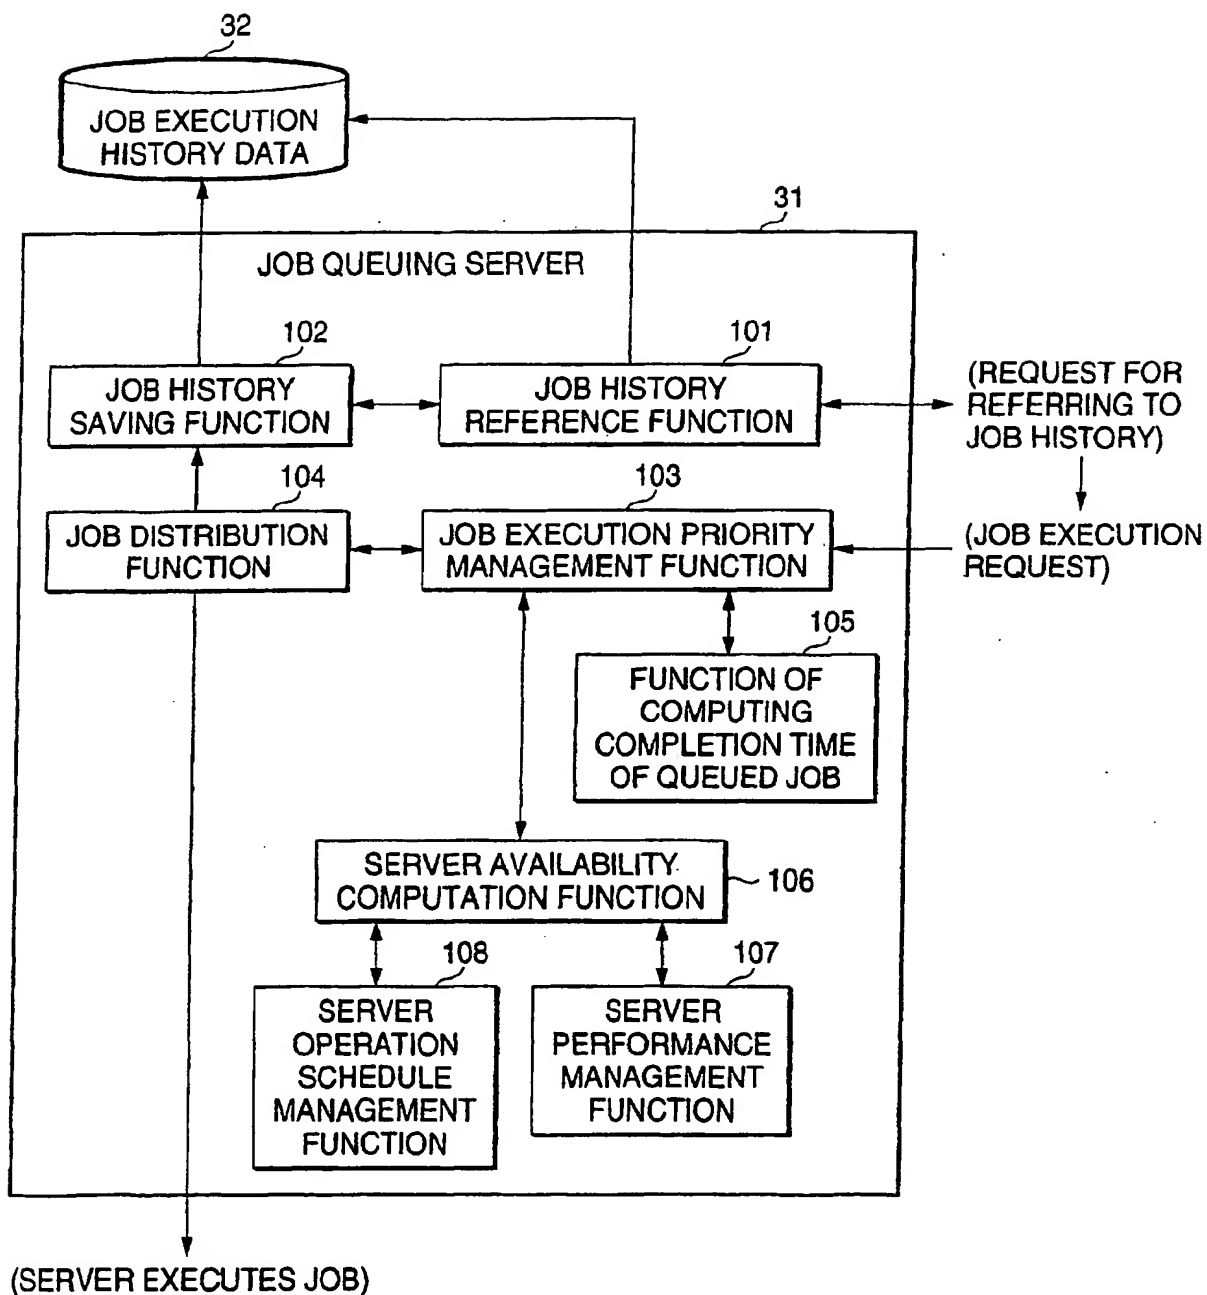 32
JOB EXECUTION
HISTORY DATA
31
JOB QUEUING SERVER
102
JOB HISTORY
SAVING FUNCTION
101
JOB HISTORY
REFERENCE FUNCTION
(REQUEST FOR
REFERRING TO
JOB HISTORY)
104
JOB DISTRIBUTION
FUNCTION
103
JOB EXECUTION PRIORITY
MANAGEMENT FUNCTION
(JOB EXECUTION
REQUEST)
105
FUNCTION OF
COMPUTING
COMPLETION TIME
OF QUEUED JOB
SERVER AVAILABILITY
COMPUTATION FUNCTION
106
108
SERVER
OPERATION
SCHEDULE
MANAGEMENT
FUNCTION
107
SERVER
PERFORMANCE
MANAGEMENT
FUNCTION
(SERVER EXECUTES JOB)